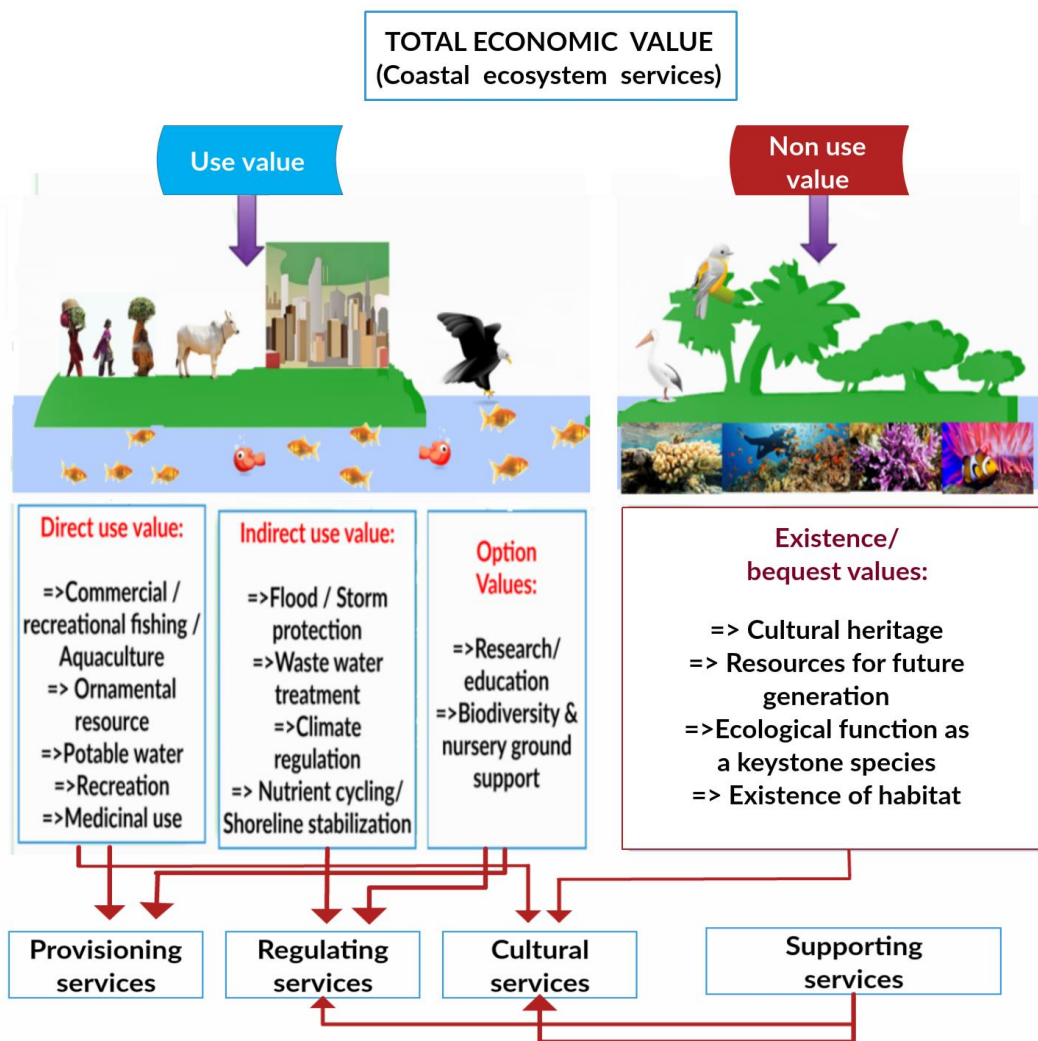 TOTAL ECONOMIC VALUE
(Coastal ecosystem services)
Use value
Non use
value
Direct use value:
=>Commercial /
recreational fishing /
Aquaculture
=> Ornamental
resource
=>Potable water
=>Recreation
=>Medicinal use
Indirect use value:
=>Flood / Storm
protection
=>Waste water
treatment
=>Climate
regulation
=> Nutrient cycling/
Shoreline stabilization
Option
Values:
=>Research/
education
=>Biodiversity &
nursery ground
support
Existence/
bequest values:
=> Cultural heritage
=> Resources for future
generation
=>Ecological function as
a keystone species
=> Existence of habitat
Provisioning
services
Regulating
services
Cultural
services
Supporting
services